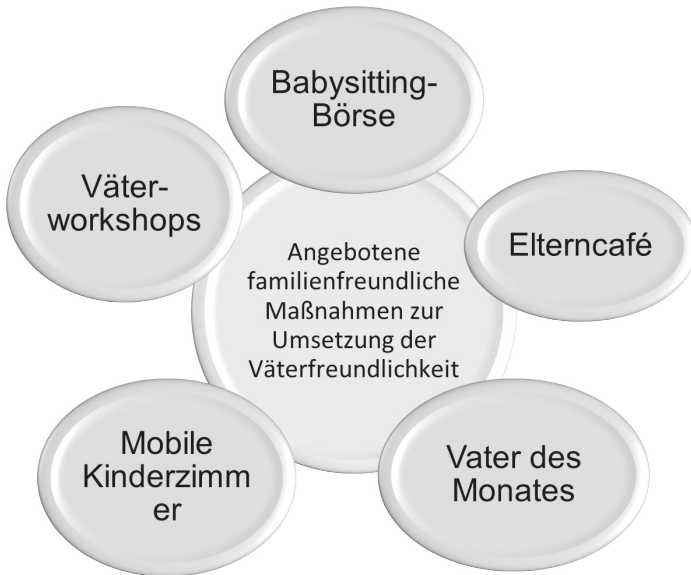 Babysitting-
Börse
Väter-
workshops
Elterncafé
Angebotene
familienfreundliche
Maßnahmen zur
Umsetzung der
Väterfreundlichkeit
Mobile
Kinderzimm
er
Vater des
Monates